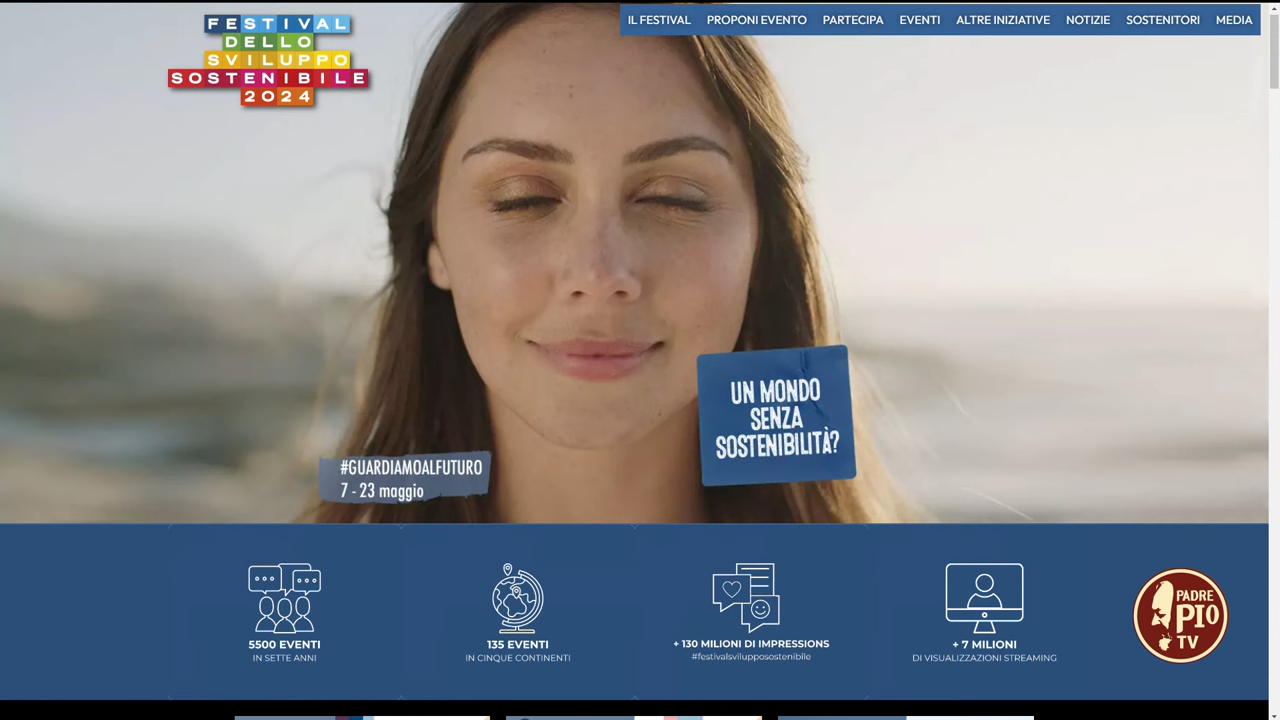 FESTIVAL
DELLO
SVILUPPO
SOSTENIBILE
2024
IL FESTIVAL PROPONI EVENTO PARTECIPA EVENTI ALTRE INIZIATIVE NOTIZIE SOSTENITORI MEDIA
UN MONDO
SENZA
SOSTENIBILITÀ?
#GUARDIAMOALFUTURO
7 - 23 maggio
5500 EVENTI
IN SETTE ANNI
135 EVENTI
IN CINQUE CONTINENTI
+ 130 MILIONI DI IMPRESSIONS
#festivalsvilupposostenibile
+ 7 MILIONI
DI VISUALIZZAZIONI STREAMING
PADRE
PIO
TV